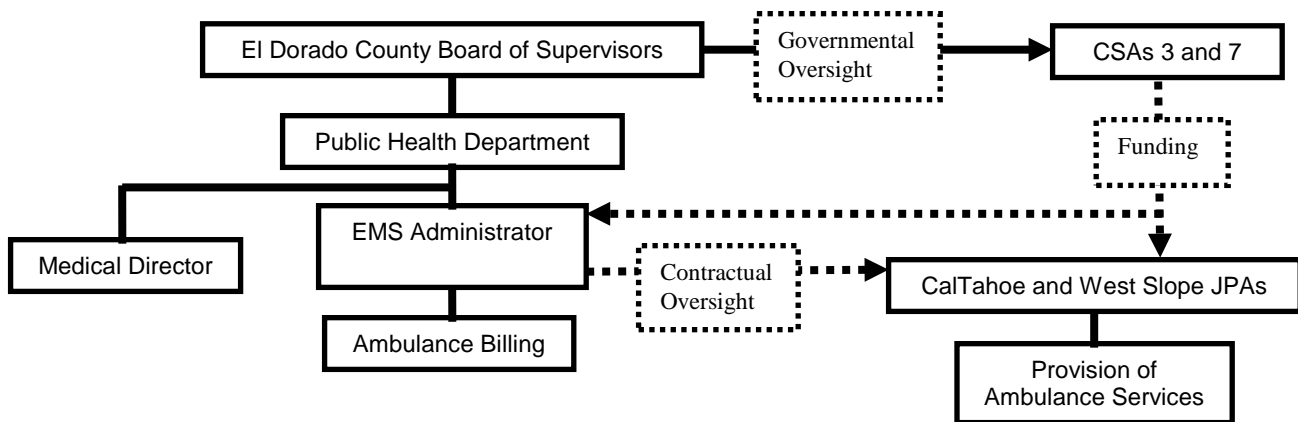 El Dorado County Board of Supervisors
Governmental
Oversight
CSAs 3 and 7
Public Health Department
Funding
EMS Administrator
Medical Director
Contractual
Oversight
CalTahoe and West Slope JPAs
Ambulance Billing
Provision of
Ambulance Services